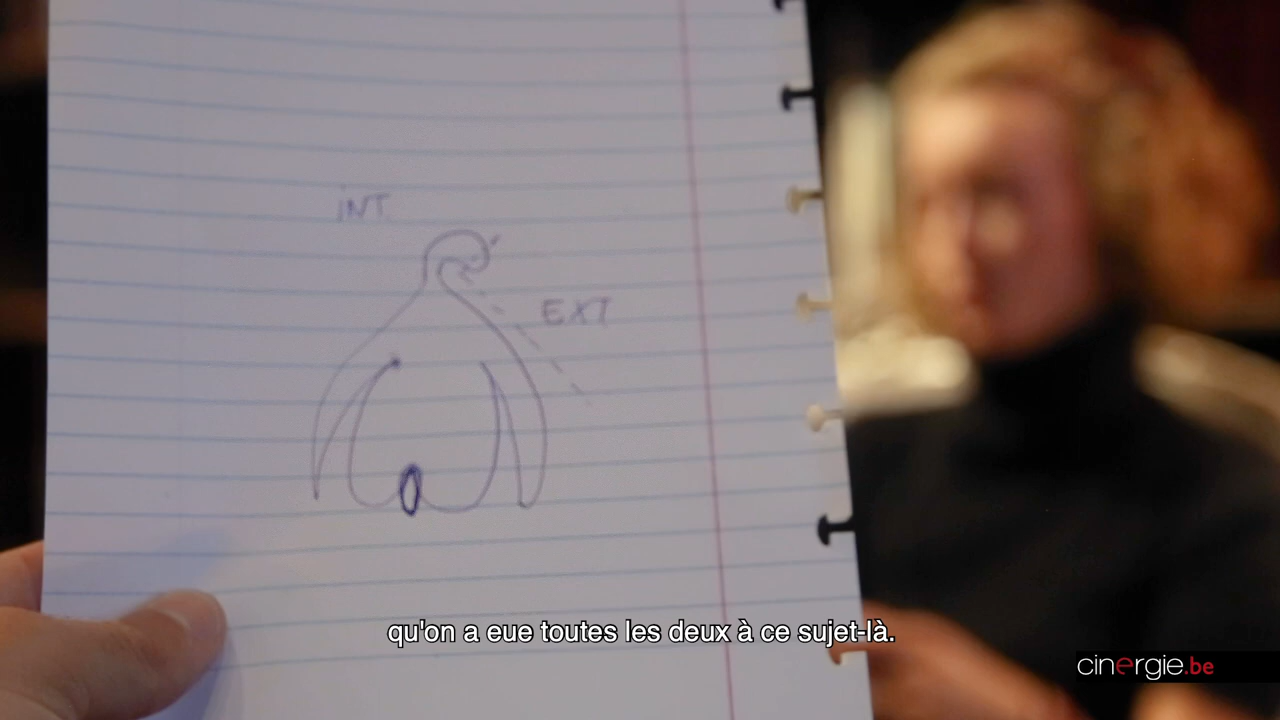 iNT
EXT
qu'on a eue toutes les deux à ce sujet-là.
cinergie.be